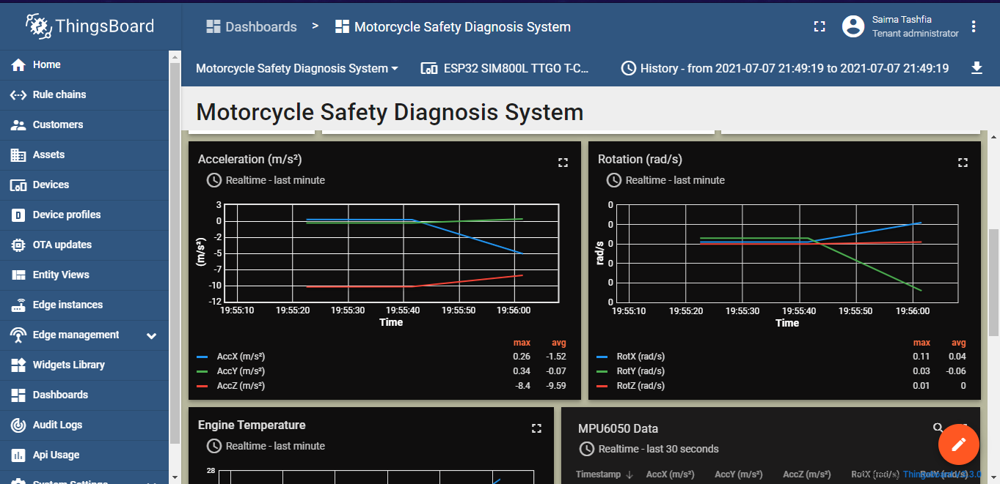 ThingsBoard
Dashboards > Motorcycle Safety Diagnosis System
Saima Tashfia
Tenant administrator
Motorcycle Safety Diagnosis System
ESP32 SIM800L TTGO T-C...
History - from 2021-07-07 21:49:19 to 2021-07-07 21:49:19
Home
Rule chains
Customers
Assets
Devices
Device profiles
OTA updates
Entity Views
Edge instances
Edge management
Widgets Library
Dashboards
Audit Logs
Api Usage
System Settings
Motorcycle Safety Diagnosis System
Acceleration (m/s²)
Realtime - last minute
3
0
-2
-5
-7
-10
-12
(m/s²)
19:55:10 19:55:20 19:55:30 19:55:40 19:55:50 19:56:00
Time
max avg
AccX (m/s²) 0.26 -1.52
AccY (m/s²) 0.34 -0.07
AccZ (m/s²) -8.4 -9.59
Rotation (rad/s)
Realtime - last minute
0
0
0
0
0
0
rad/s
19:55:10 19:55:20 19:55:30 19:55:40 19:55:50 19:56:00
Time
max avg
RotX (rad/s) 0.11 0.04
RotY (rad/s) 0.03 -0.06
RotZ (rad/s) 0.01 0
Engine Temperature
Realtime - last minute
28
MPU6050 Data
Realtime - last 30 seconds
Timestamp AccX (m/s²) AccY (m/s²) AccZ (m/s²) RotX (rad/s) RotY (rad/s)